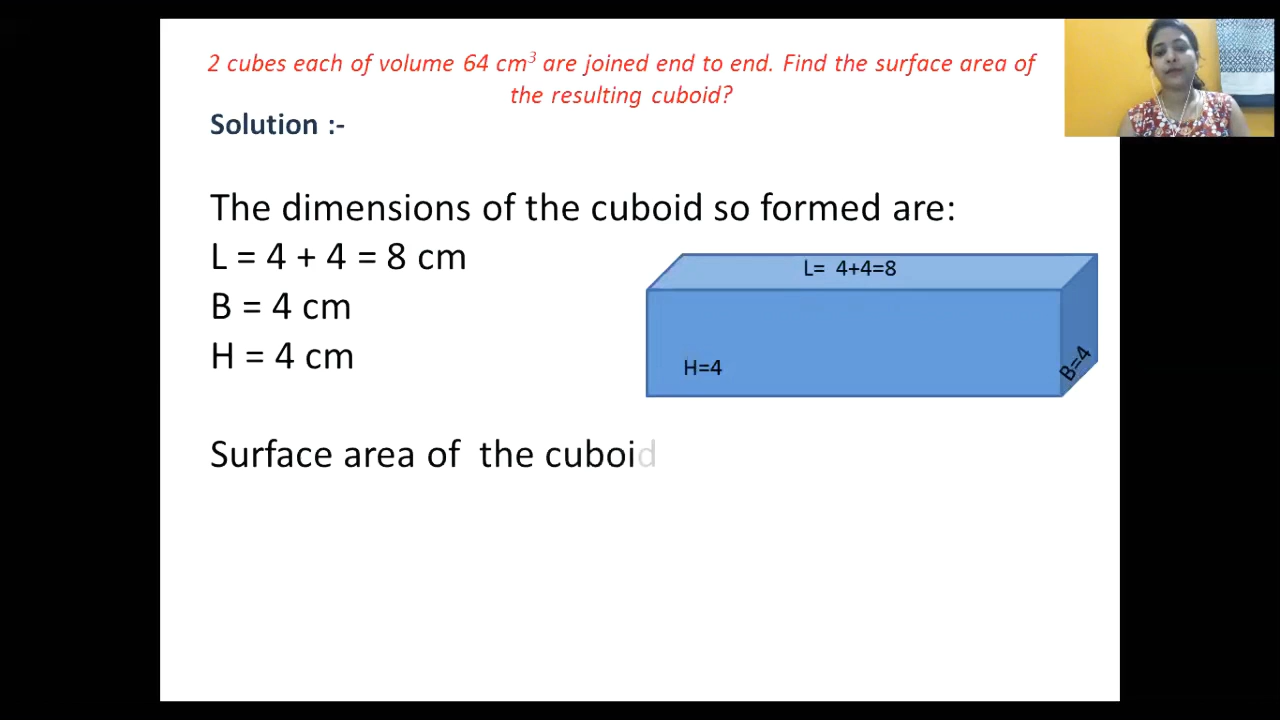 2 cubes each of volume 64 cm³ are joined end to end. Find the surface area of
the resulting cuboid?
Solution :-
The dimensions of the cuboid so formed are:
L = 4 + 4 = 8 cm
B = 4 cm
H = 4 cm
L= 4+4=8
H=4
B=4
Surface area of the cuboid